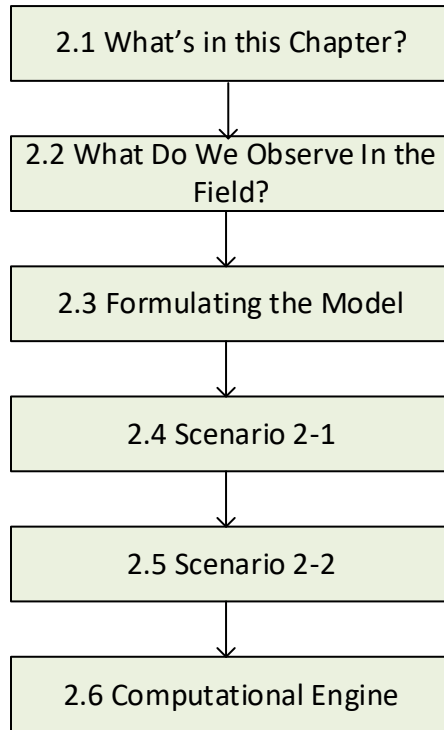 2.1 What’s in this Chapter?
2.2 What Do We Observe In the
Field?
2.3 Formulating the Model
2.4 Scenario 2-1
2.5 Scenario 2-2
2.6 Computational Engine